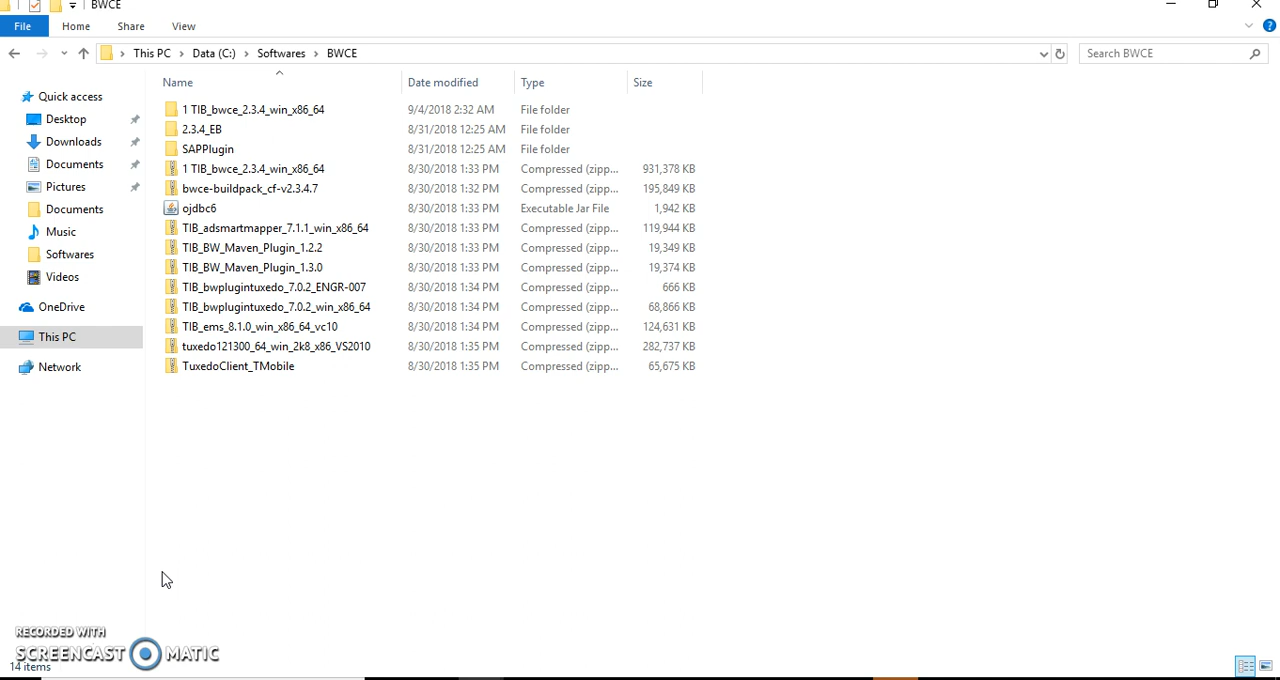 BWCE
File Home Share View
This PC Data (C:) Softwares BWCE Search BWCE
Name Date modified Type Size
Quick access
Desktop
Downloads
Documents
Pictures
Documents
Music
Softwares
Videos
OneDrive
This PC
Network
1 TIB_bwce_2.3.4_win_x86_64 9/4/2018 2:32 AM File folder
2.3.4_EB 8/31/2018 12:25 AM File folder
SAPPlugin 8/31/2018 12:25 AM File folder
1 TIB_bwce_2.3.4_win_x86_64 8/30/2018 1:33 PM Compressed (zipp... 931,378 KB
bwce-buildpack_cf-v2.3.4.7 8/30/2018 1:32 PM Compressed (zipp... 195,849 KB
ojdbc6 8/30/2018 1:33 PM Executable Jar File 1,942 KB
TIB_adsmartmapper_7.1.1_win_x86_64 8/30/2018 1:33 PM Compressed (zipp... 119,944 KB
TIB_BW_Maven_Plugin_1.2.2 8/30/2018 1:33 PM Compressed (zipp... 19,349 KB
TIB_BW_Maven_Plugin_1.3.0 8/30/2018 1:33 PM Compressed (zipp... 19,374 KB
TIB_bwplugintuxedo_7.0.2_ENGR-007 8/30/2018 1:34 PM Compressed (zipp... 666 KB
TIB_bwplugintuxedo_7.0.2_win_x86_64 8/30/2018 1:34 PM Compressed (zipp... 68,866 KB
TIB_ems_8.1.0_win_x86_64_vc10 8/30/2018 1:34 PM Compressed (zipp... 124,631 KB
tuxedo121300_64_win_2k8_x86_VS2010 8/30/2018 1:35 PM Compressed (zipp... 282,737 KB
TuxedoClient_TMobile 8/30/2018 1:35 PM Compressed (zipp... 65,675 KB
RECORDED WITH
SCREENCAST MATIC
14 items